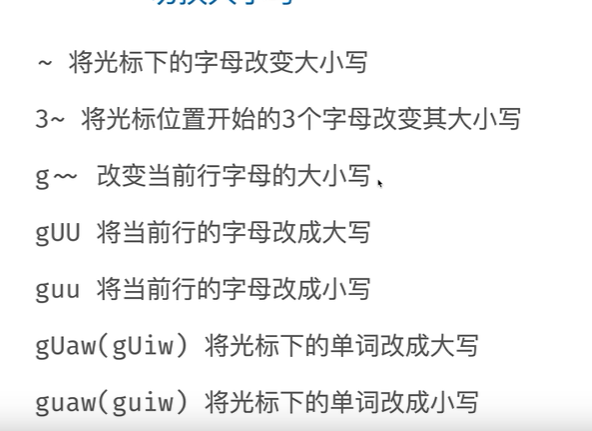 ~ 将光标下的字母改变大小写
3~ 将光标位置开始的3个字母改变其大小写
g~~ 改变当前行字母的大小写
gUU 将当前行的字母改成大写
guu 将当前行的字母改成小写
gUaw(gUiw) 将光标下的单词改成大写
guaw(guiw) 将光标下的单词改成小写